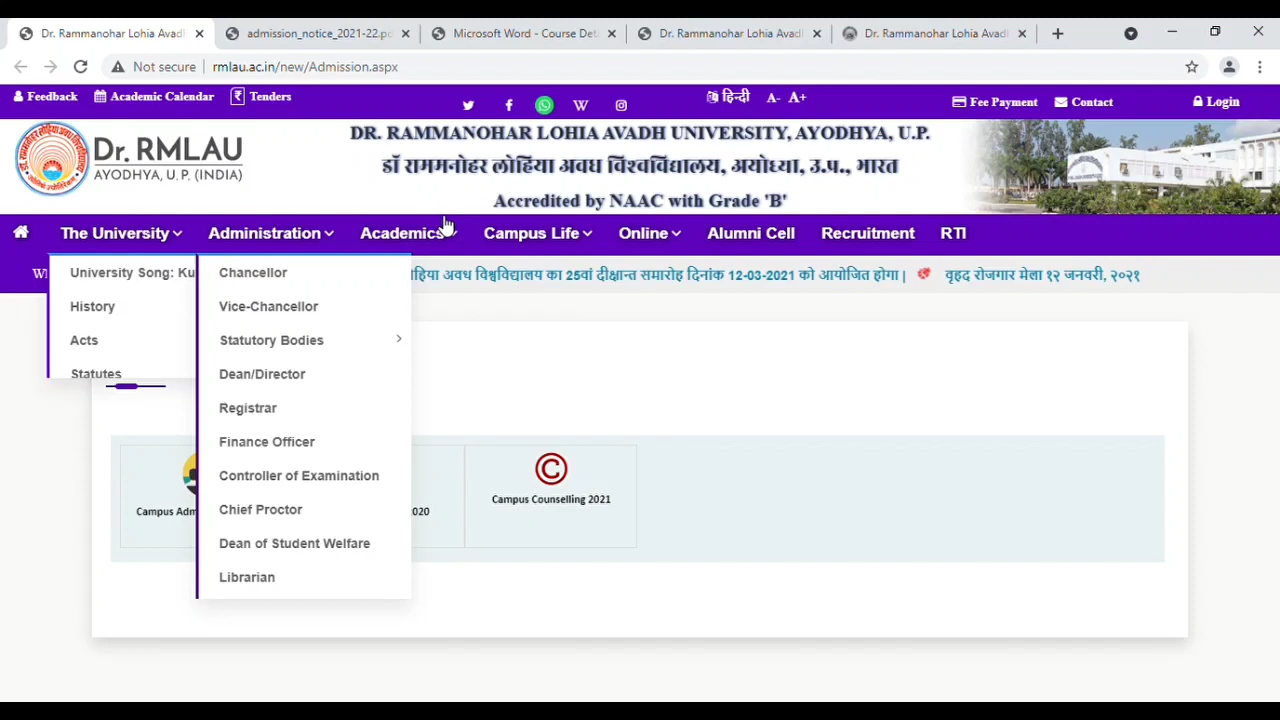 Dr. Rammanohar Lohia Avadh
admission_notice_2021-22.pd
Microsoft Word - Course Deta
Dr. Rammanohar Lohia Avadh
Dr. Rammanohar Lohia Avadh
Not secure
rmlau.ac.in/new/Admission.aspx
Feedback
Academic Calendar
Tenders
हिन्दी
A-
A+
Fee Payment
Contact
Login
Dr. RMLAU
AYODHYA, U. P. (INDIA)
DR. RAMMANOHAR LOHIA AVADH UNIVERSITY, AYODHYA, U.P.
डॉ राममनोहर लोहिया अवध विश्वविद्यालय, अयोध्या, उ.प., भारत
Accredited by NAAC with Grade 'B'
The University
Administration
Academics
Campus Life
Online
Alumni Cell
Recruitment
RTI
हिया अवध विश्वविद्यालय का 25वां दीक्षान्त समारोह दिनांक 12-03-2021 को आयोजित होगा |
वृहद रोजगार मेला १२ जनवरी, २०२१
University Song: Ku
History
Acts
Statutes
Chancellor
Vice-Chancellor
Statutory Bodies
Dean/Director
Registrar
Finance Officer
Controller of Examination
Chief Proctor
Dean of Student Welfare
Librarian
Campus Adm
2020
Campus Counselling 2021